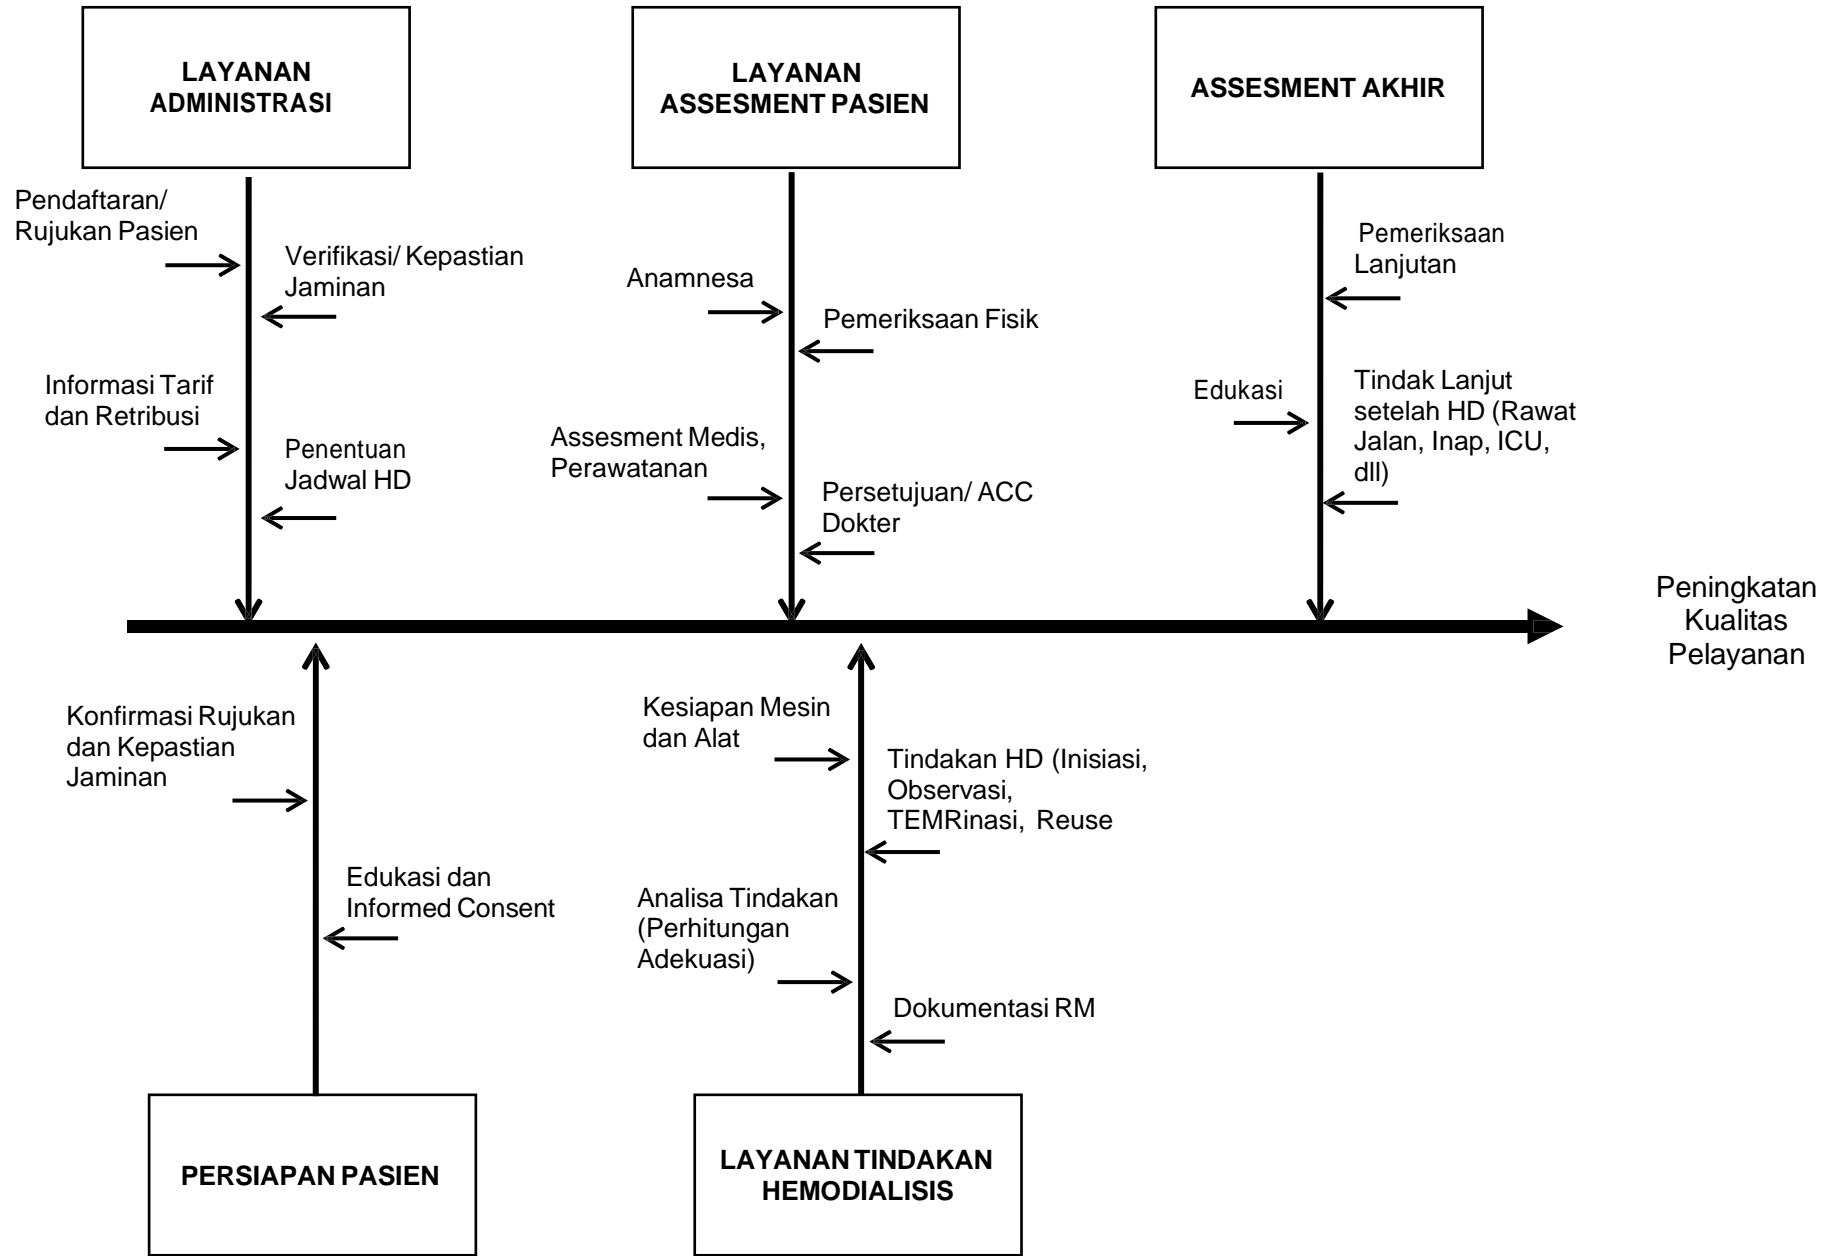 LAYANAN
ADMINISTRASI
LAYANAN
ASSESMENT PASIEN
ASSESMENT AKHIR
Pendaftaran/
Rujukan Pasien
Verifikasi/ Kepastian
Jaminan
Informasi Tarif
dan Retribusi
Penentuan
Jadwal HD
Anamnesa
Pemeriksaan Fisik
Assesment Medis,
Perawatanan
Persetujuan/ ACC
Dokter
Pemeriksaan
Lanjutan
Edukasi
Tindak Lanjut
setelah HD (Rawat
Jalan, Inap, ICU,
dll)
Peningkatan
Kualitas
Pelayanan
Konfirmasi Rujukan
dan Kepastian
Jaminan
Edukasi dan
Informed Consent
Kesiapan Mesin
dan Alat
Tindakan HD (Inisiasi,
Observasi,
TEMRinasi, Reuse
Analisa Tindakan
(Perhitungan
Adekuasi)
Dokumentasi RM
PERSIAPAN PASIEN
LAYANAN TINDAKAN
HEMODIALISIS